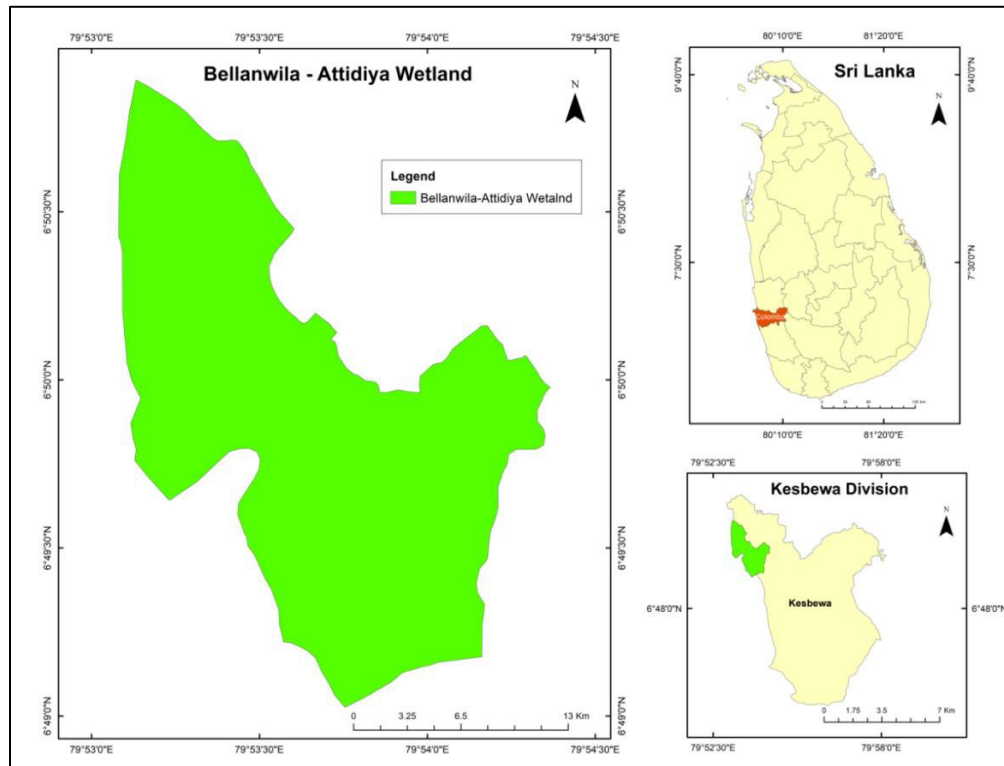 79°53'0"E 79°53'30"E 79°54'0"E 79°54'30"E
Bellanwila - Attidiya Wetland
N
Legend
Bellanwila-Attidiya Wetalnd
6°50'30"N 6°50'30"N
6°50'0"N 6°50'0"N
6°49'30"N 6°49'30"N
6°49'0"N 6°49'0"N
0 3.25 6.5 13 Km
79°53'0"E 79°53'30"E 79°54'0"E 79°54'30"E
80°10'0"E 81°20'0"E
Sri Lanka
N
9°40'0"N 9°40'0"N
7°30'0"N 7°30'0"N
Colombo
80°10'0"E 81°20'0"E
79°52'30"E 79°58'0"E
Kesbewa Division
N
6°48'0"N 6°48'0"N
Kesbewa
0 1.75 3.5 7 Km
79°52'30"E 79°58'0"E